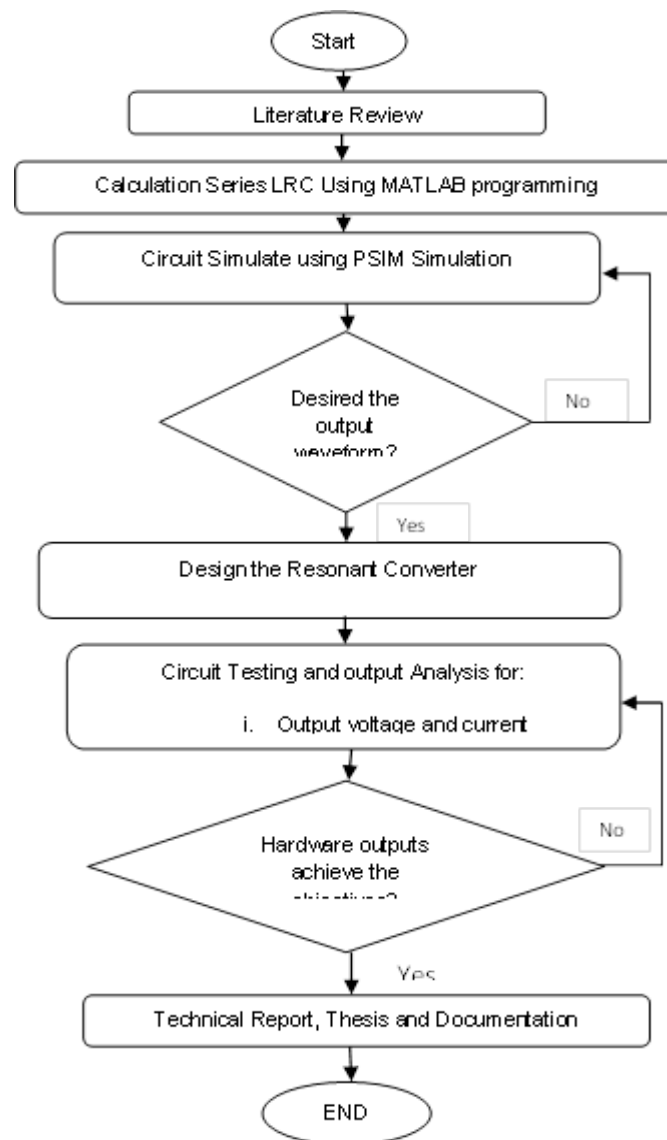 Start
Literature Review
Calculation Series LRC Using MATLAB programming
Circuit Simulate using PSIM Simulation
Desired the
output
waveform?
No
Yes
Design the Resonant Converter
Circuit Testing and output Analysis for:
i. Output voltage and current
Hardware outputs
achieve the
objectives?
No
Yes
Technical Report, Thesis and Documentation
END